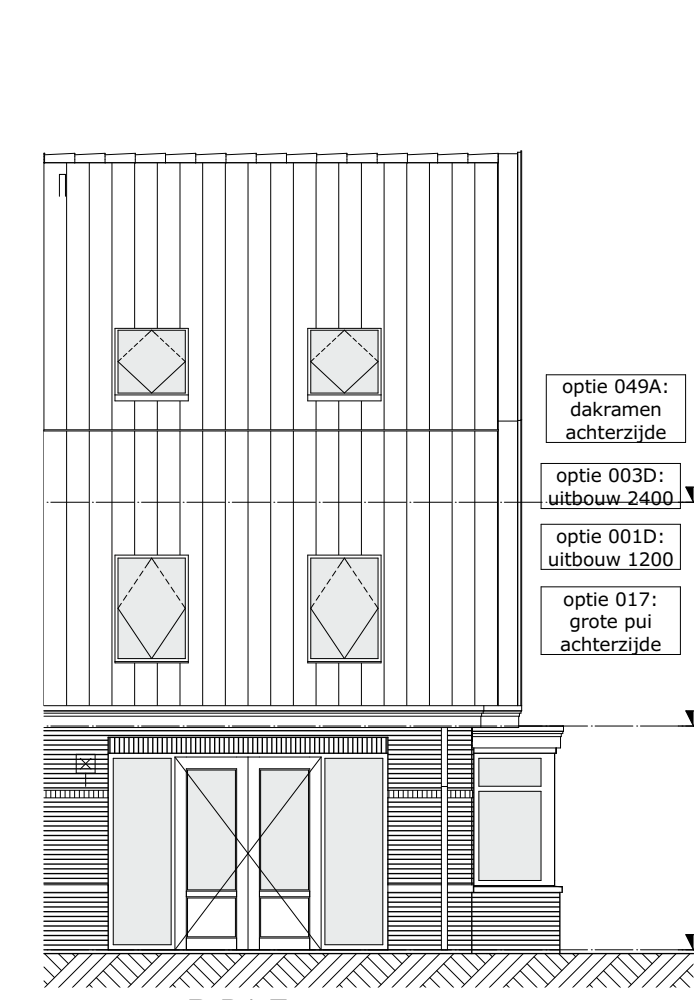 optie 049A:
dakramen
achterzijde
optie 003D:
uitbouw 2400
optie 001D:
uitbouw 1200
optie 017:
grote pui
achterzijde